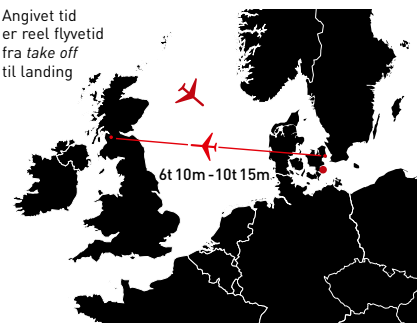 Angivet tid
er reel flyvetid
fra take off
til landing
6t 10m - 10t 15m